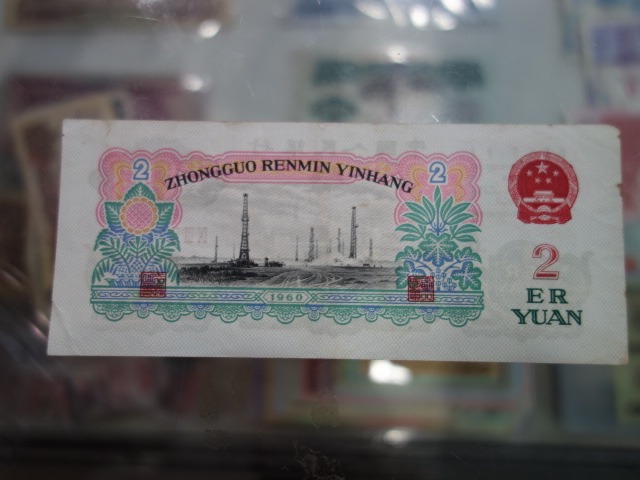 2
ZHONGGUO RENMIN YINHANG
2
1960
2
ER
YUAN